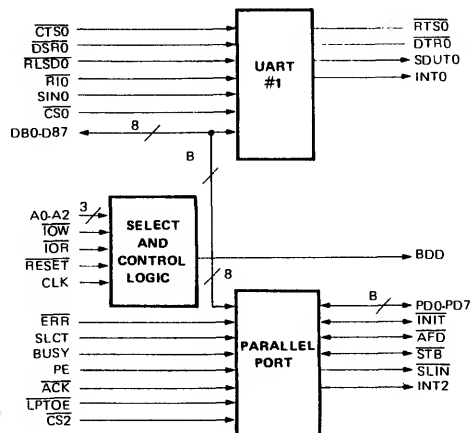 CTS0
DSR0
RLSD0
RI0
SIN0
CS0
DB0-D87
8
UART
#1
RTS0
DTR0
SDUT0
INT0
B
A0-A2
3
IOW
IOR
RESET
CLK
SELECT
AND
CONTROL
LOGIC
BDD
8
ERR
SLCT
BUSY
PE
ACK
LPTOE
CS2
PARALLEL
PORT
B
PD0-PD7
INIT
AFD
STB
SLIN
INT2